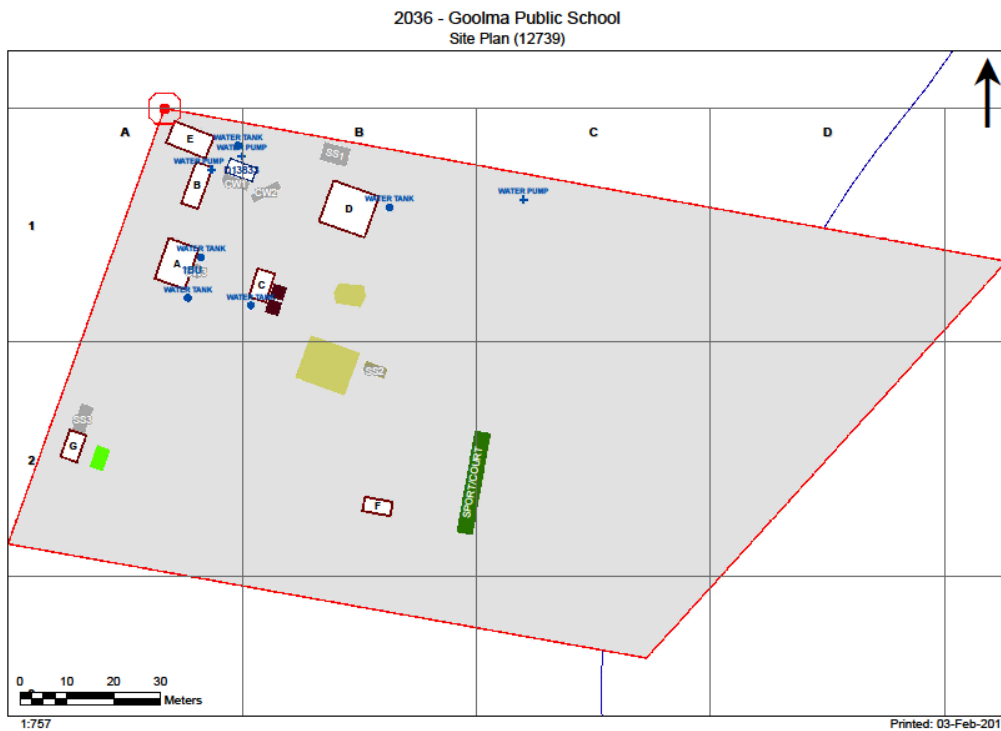 2036 - Goolma Public School
Site Plan (12739)
A
B
C
D
E
WATER TANK
WATER PUMP
SS1
WATER PUMP
D13833
CW1
CW2
B
D
WATER TANK
WATER PUMP
1
WATER TANK
A
1BU
C
WATER TANK
WATER TANK
SS2
SS3
G
2
SPORT/COURT
F
0 10 20 30
Meters
1:757
Printed: 03-Feb-201